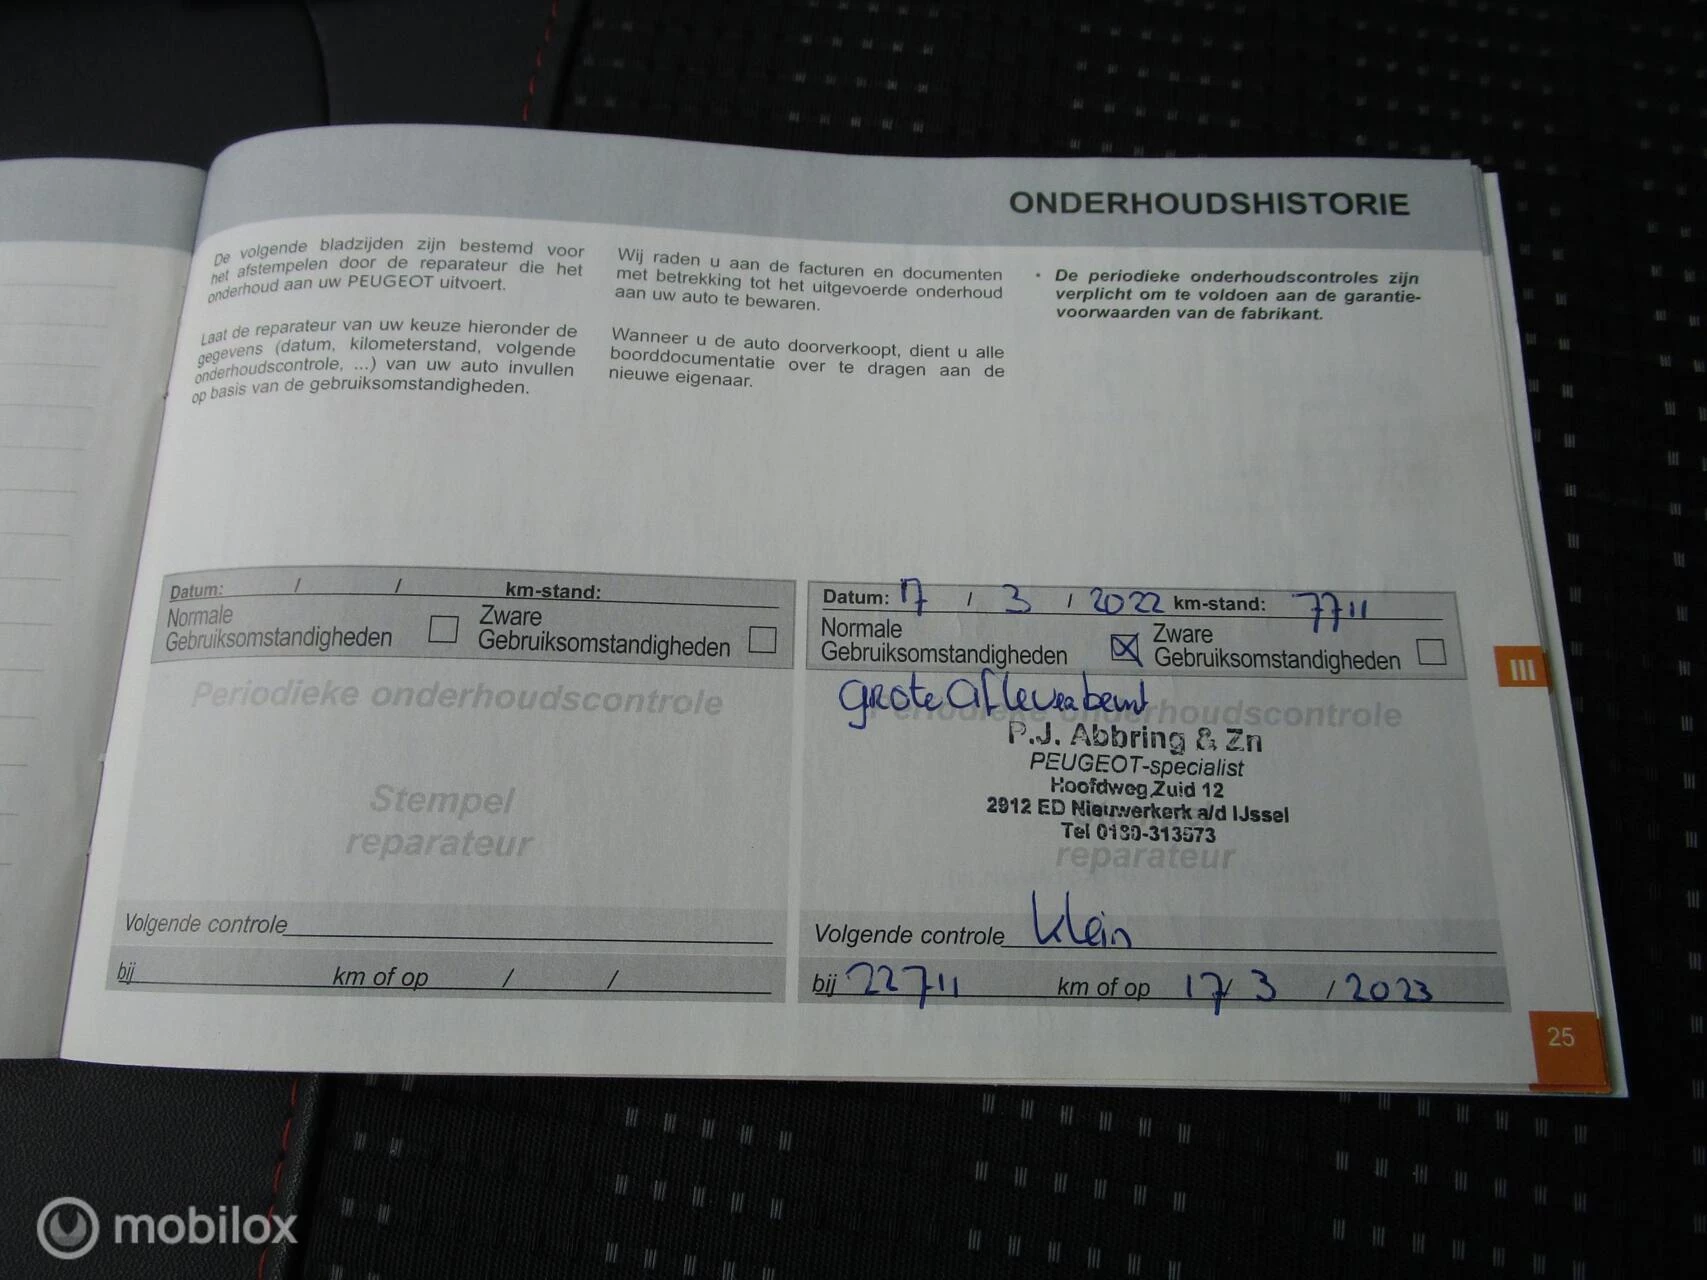 ONDERHOUDSHISTORIE
De volgende bladzijden zijn bestemd voor
het afstempelen door de reparateur die het
onderhoud aan uw PEUGEOT uitvoert.
Laat de reparateur van uw keuze hieronder de
gegevens (datum, kilometerstand, volgende
onderhoudscontrole, ...) van uw auto invullen
op basis van de gebruiksomstandigheden.
Wij raden u aan de facturen en documenten
met betrekking tot het uitgevoerde onderhoud
aan uw auto te bewaren.
Wanneer u de auto doorverkoopt, dient u alle
boorddocumentatie over te dragen aan de
nieuwe eigenaar.
• De periodieke onderhoudscontroles zijn
verplicht om te voldoen aan de garantie-
voorwaarden van de fabrikant.
Datum: / / km-stand:
Normale
Gebruiksomstandigheden
Zware
Gebruiksomstandigheden
Periodieke onderhoudscontrole
Stempel
reparateur
Volgende controle
bij km of op / /
Datum: 17 / 3 / 2022 km-stand: 7711
Normale
Gebruiksomstandigheden
Zware
Gebruiksomstandigheden
grote afleverbeurt
Periodieke onderhoudscontrole
P.J. Abbring & Zn
PEUGEOT-specialist
Hoofdweg Zuid 12
2912 ED Nieuwerkerk a/d IJssel
Tel 0180-313573
reparateur
Volgende controle klein
bij 22711 km of op 17/ 3 / 2023
III
25
mobilox